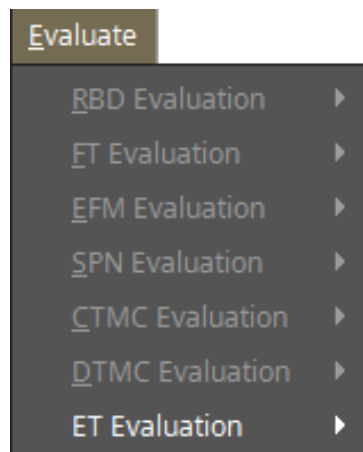 Evaluate
RBD Evaluation
FT Evaluation
EFM Evaluation
SPN Evaluation
CTMC Evaluation
DTMC Evaluation
ET Evaluation